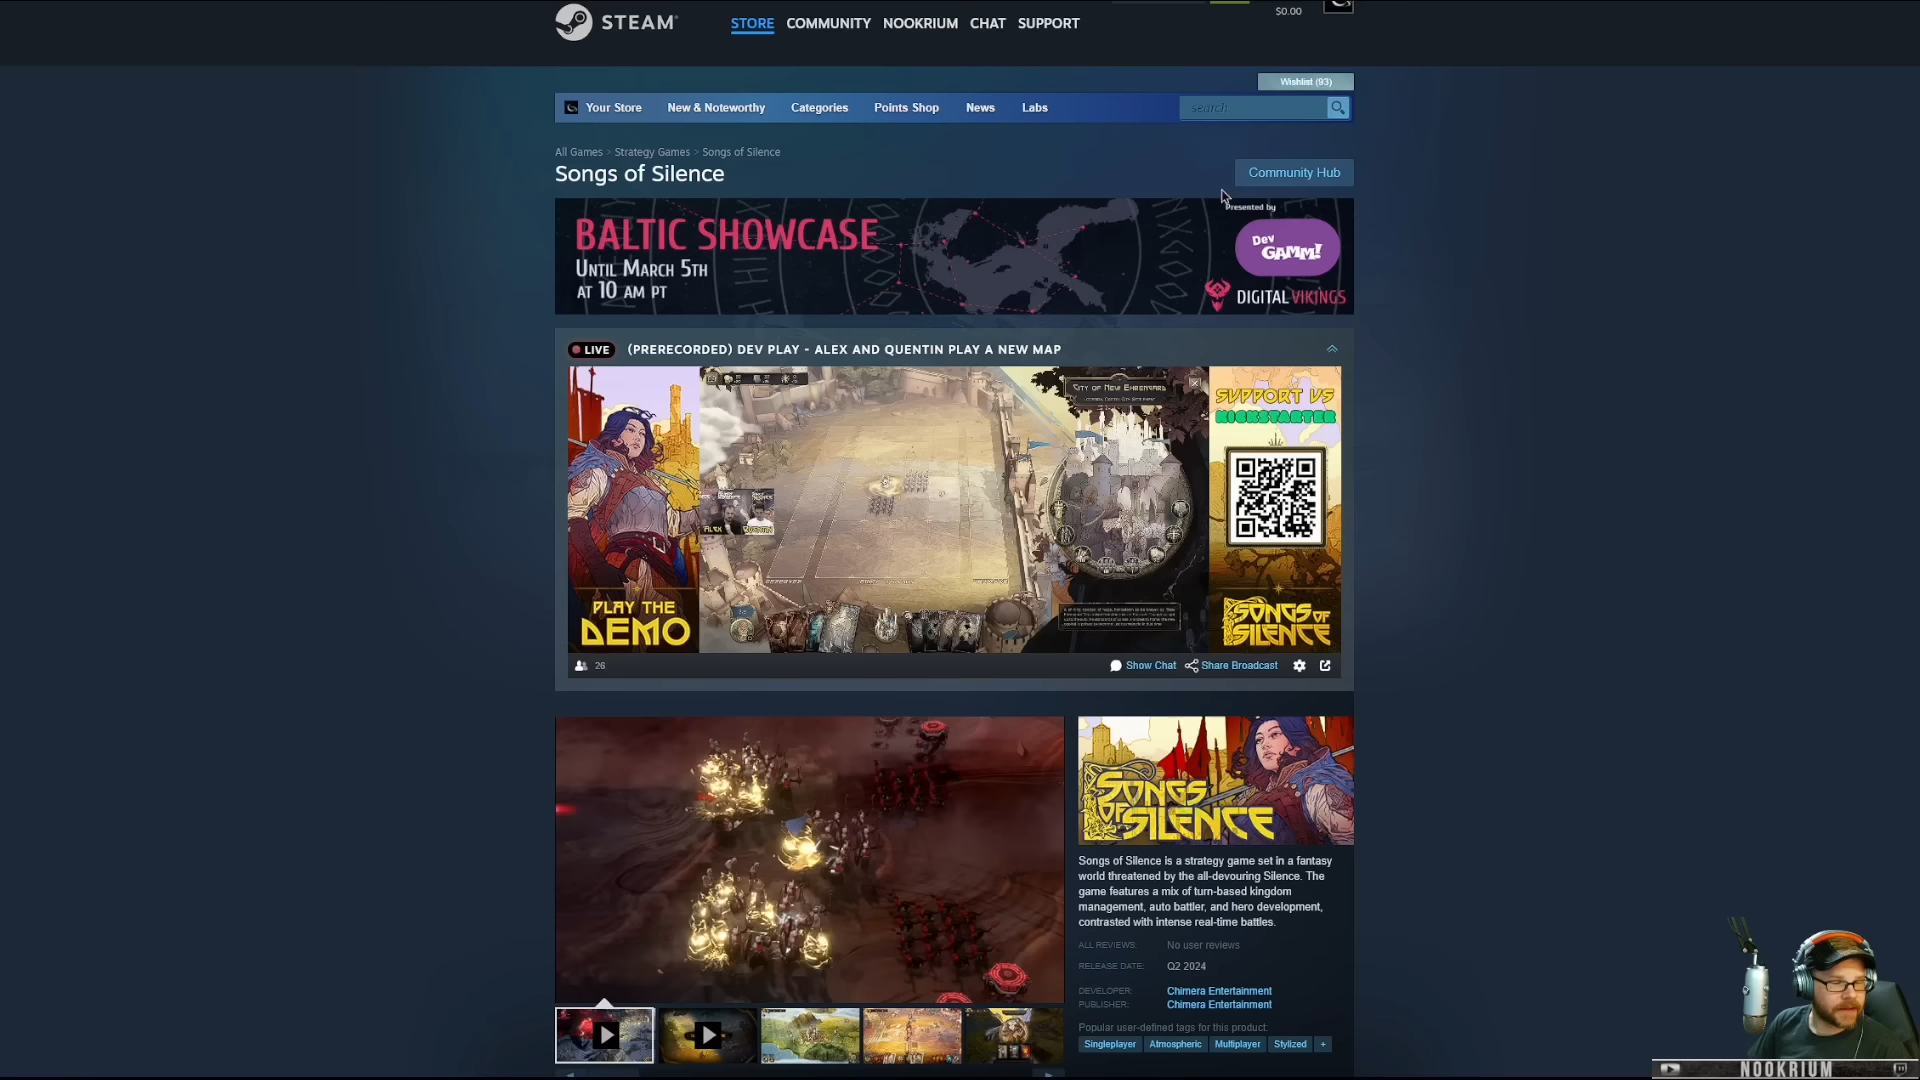 STEAM
STORE COMMUNITY NOOKRIUM CHAT SUPPORT
$0.00
Wishlist (93)
Your Store New & Noteworthy Categories Points Shop News Labs
search
All Games > Strategy Games > Songs of Silence
Songs of Silence
Community Hub
BALTIC SHOWCASE
UNTIL MARCH 5TH
AT 10 AM PT
Presented by
Dev GAMM!
DIGITAL VIKINGS
LIVE
(PRERECORDED) DEV PLAY - ALEX AND QUENTIN PLAY A NEW MAP
CITY OF NEW EHRENGARD
SUPPORT US
KICKSTARTER
ALEX
PLAY THE
DEMO
SONGS OF
SILENCE
26
Show Chat
Share Broadcast
SONGS
OF
SILENCE
Songs of Silence is a strategy game set in a fantasy
world threatened by the all-devouring Silence. The
game features a mix of turn-based kingdom
management, auto battler, and hero development,
contrasted with intense real-time battles.
ALL REVIEWS: No user reviews
RELEASE DATE: Q2 2024
DEVELOPER: Chimera Entertainment
PUBLISHER: Chimera Entertainment
Popular user-defined tags for this product:
Singleplayer Atmospheric Multiplayer Stylized +
NOOKRIUM